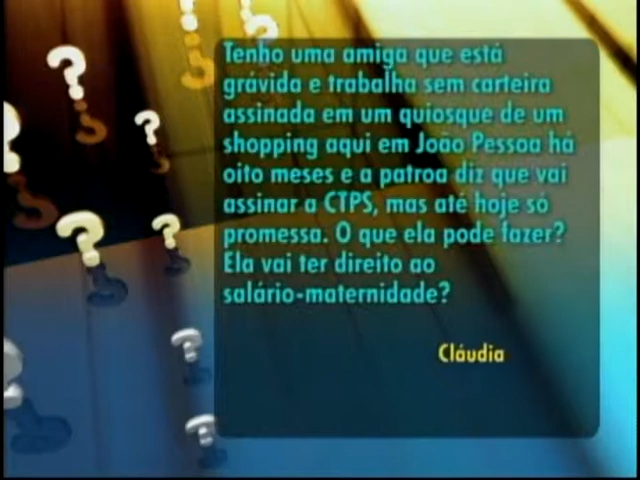 Tenho uma amiga que está
grávida e trabalha sem carteira
assinada em um quiosque de um
shopping aqui em João Pessoa há
oito meses e a patroa diz que vai
assinar a CTPS, mas até hoje só
promessa. O que ela pode fazer?
Ela vai ter direito ao
salário-maternidade?
Cláudia